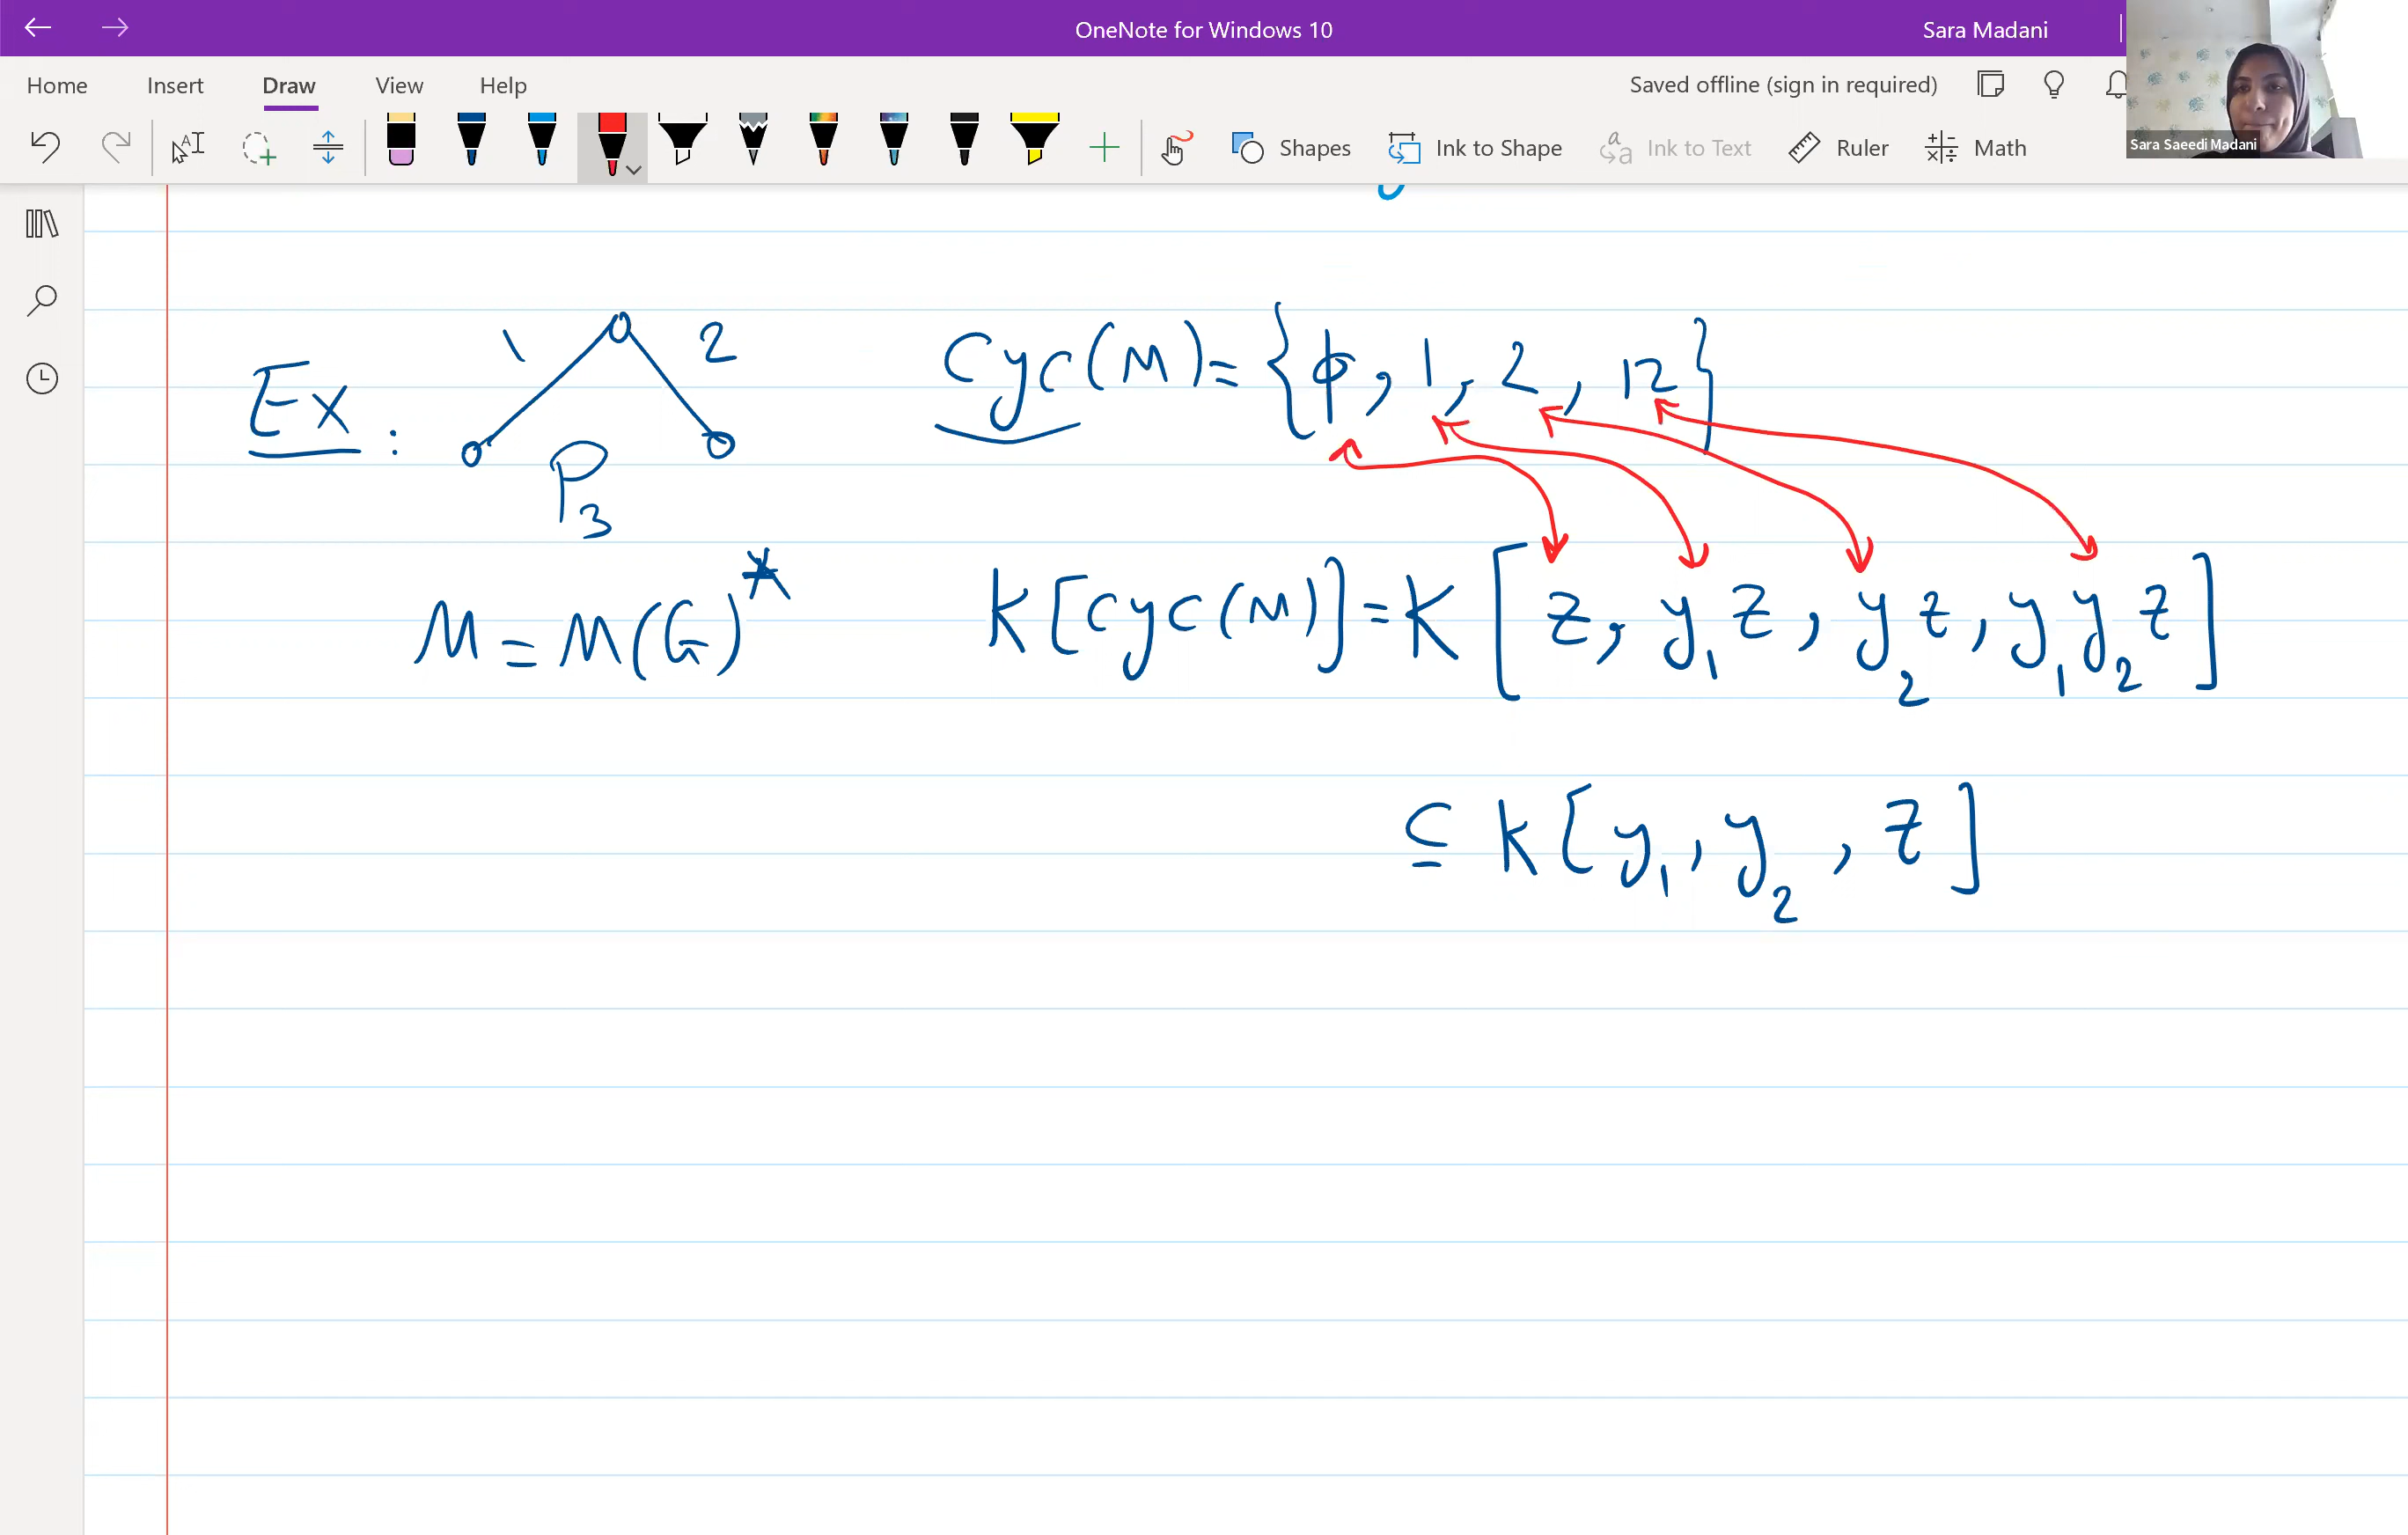 OneNote for Windows 10
Sara Madani
Home Insert Draw View Help
Saved offline (sign in required)
Shapes Ink to Shape Ink to Text Ruler Math
Sara Saeedi Madani
Ex :
1 2
P₃
Cyc(M) = {ϕ, 1, 2, 12}
M = M(G)*
K[Cyc(M)] = K[z, y₁z, y₂z, y₁y₂z]
⊆ K[y₁, y₂, z]